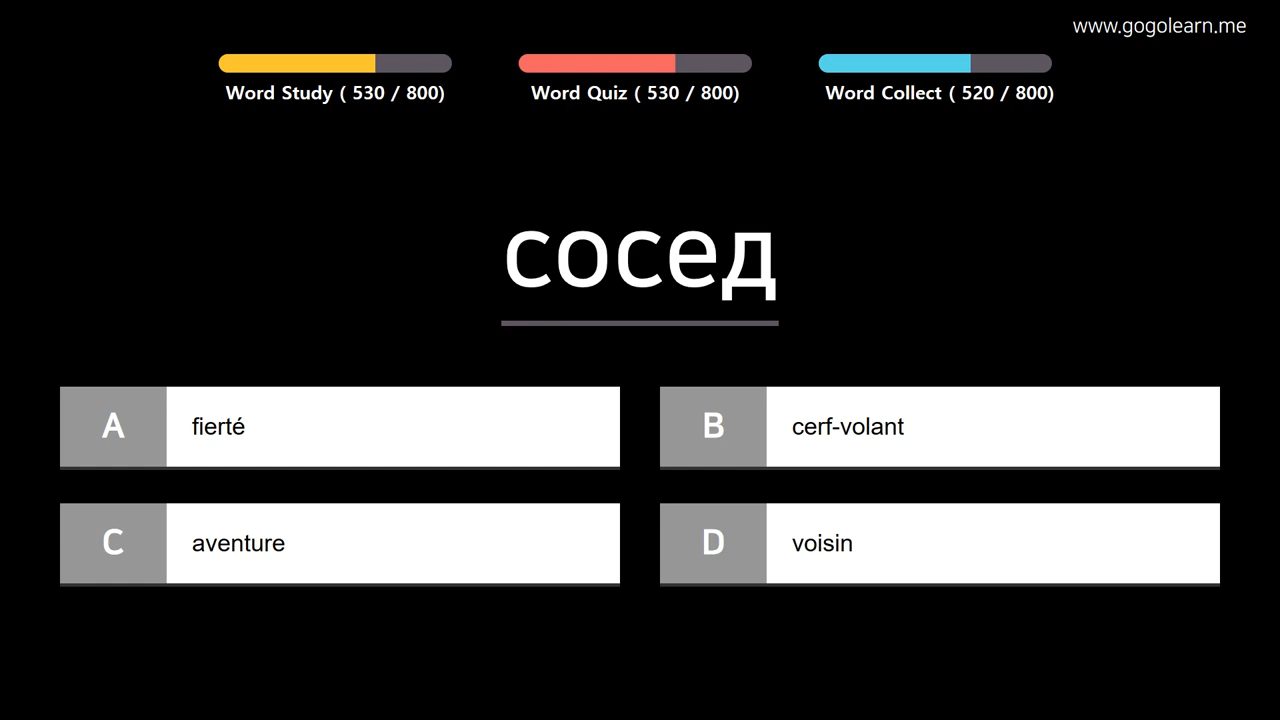 www.gogolearn.me
Word Study ( 530 / 800)
Word Quiz ( 530 / 800)
Word Collect ( 520 / 800)
сосед
A fierté
B cerf-volant
C aventure
D voisin